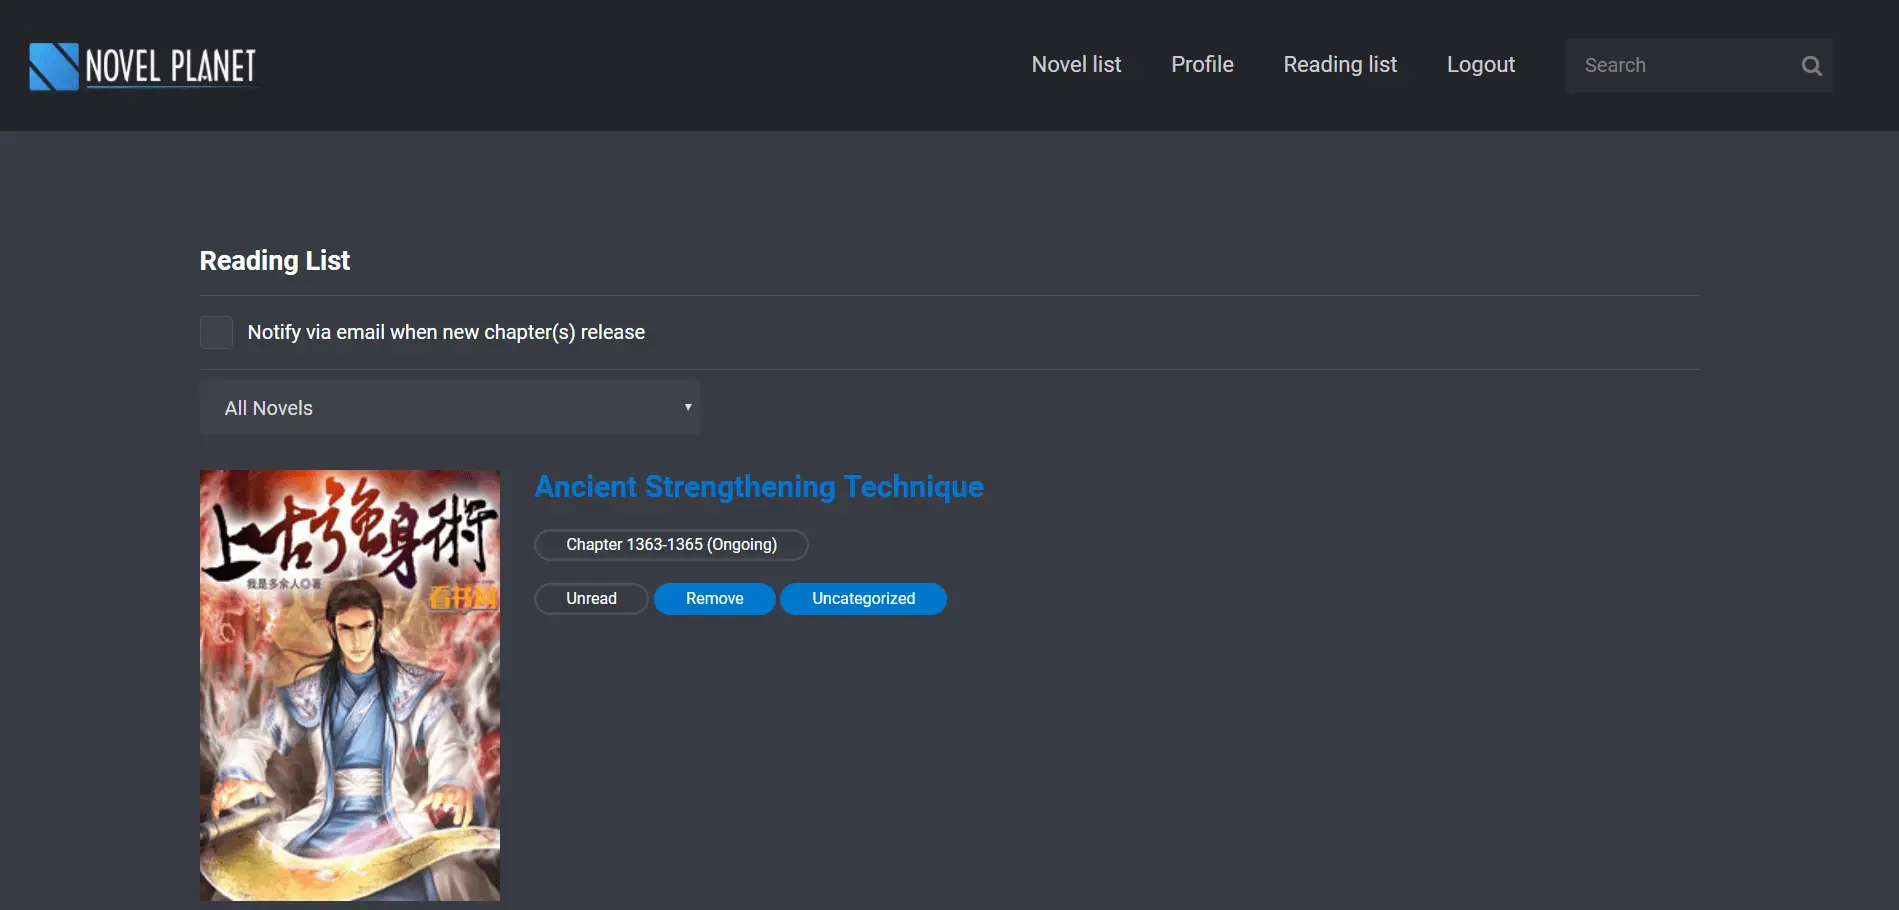 NOVEL PLANET
Novel list
Profile
Reading list
Logout
Search
Reading List
Notify via email when new chapter(s) release
All Novels
上古強身術
我是多余人◎著
看书网
Ancient Strengthening Technique
Chapter 1363-1365 (Ongoing)
Unread
Remove
Uncategorized